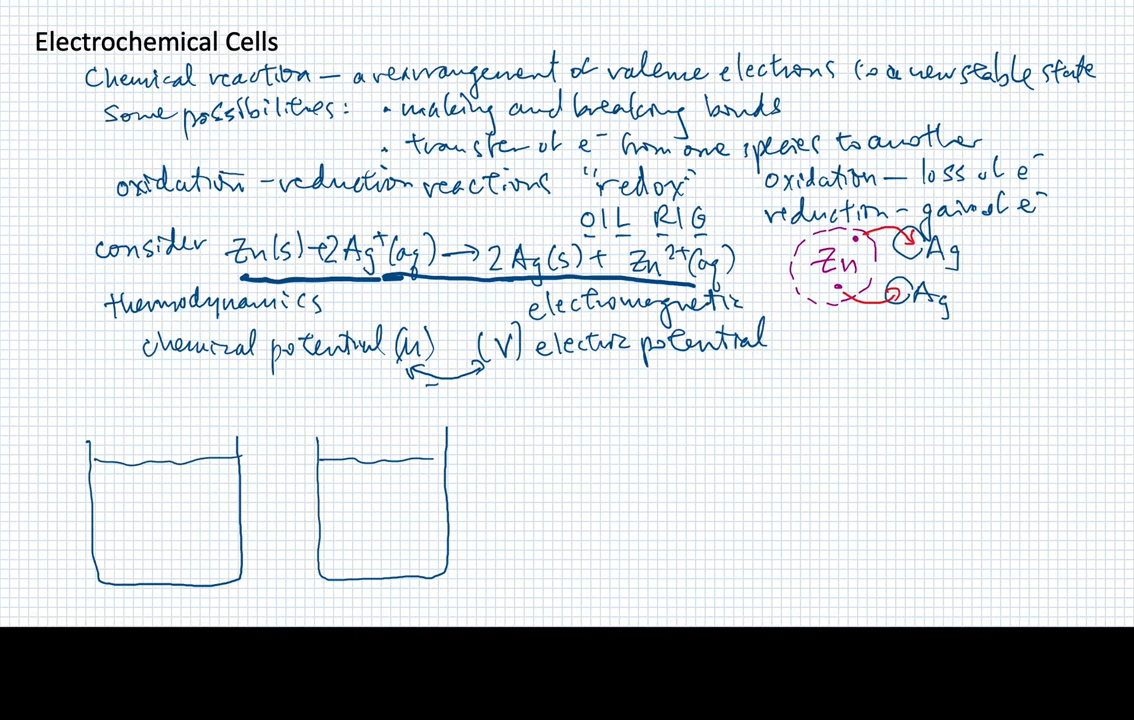 Electrochemical Cells
Chemical reaction — a rearrangement of valence electrons to a new stable state
Some possibilities: • making and breaking bonds
• transfer of e⁻ from one species to another
oxidation-reduction reactions "redox"
oxidation — loss of e⁻
OIL RIG
reduction - gain of e⁻
consider Zn(s) + 2Ag⁺(aq) → 2Ag(s) + Zn²⁺(aq)
Zn Ag
Ag
thermodynamics electromagnetic
chemical potential (μ) (V) electric potential